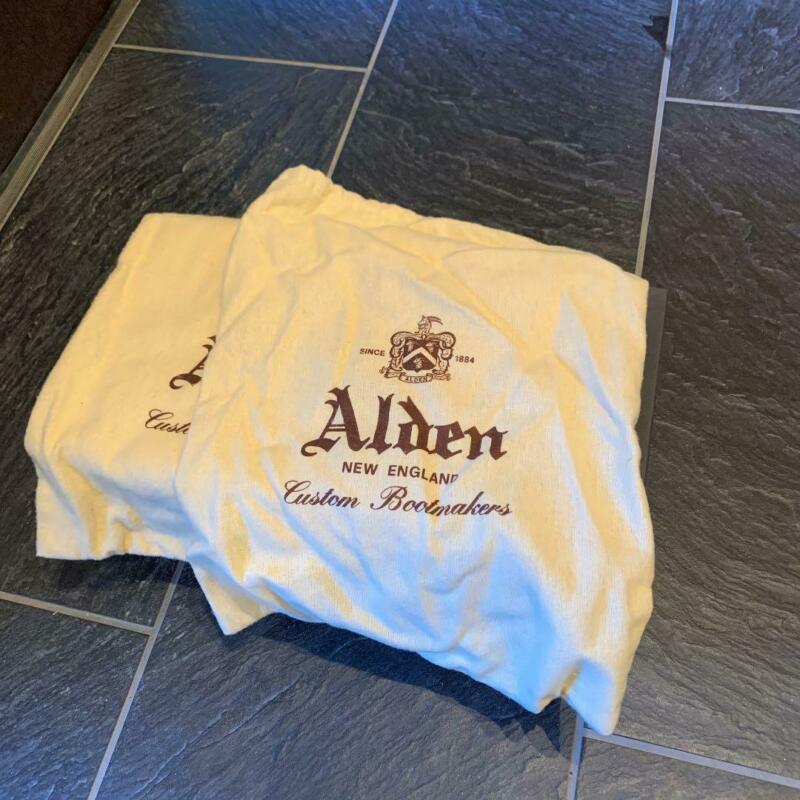 SINCE 1884
ALDEN
Alden
NEW ENGLAND
Custom Bootmakers